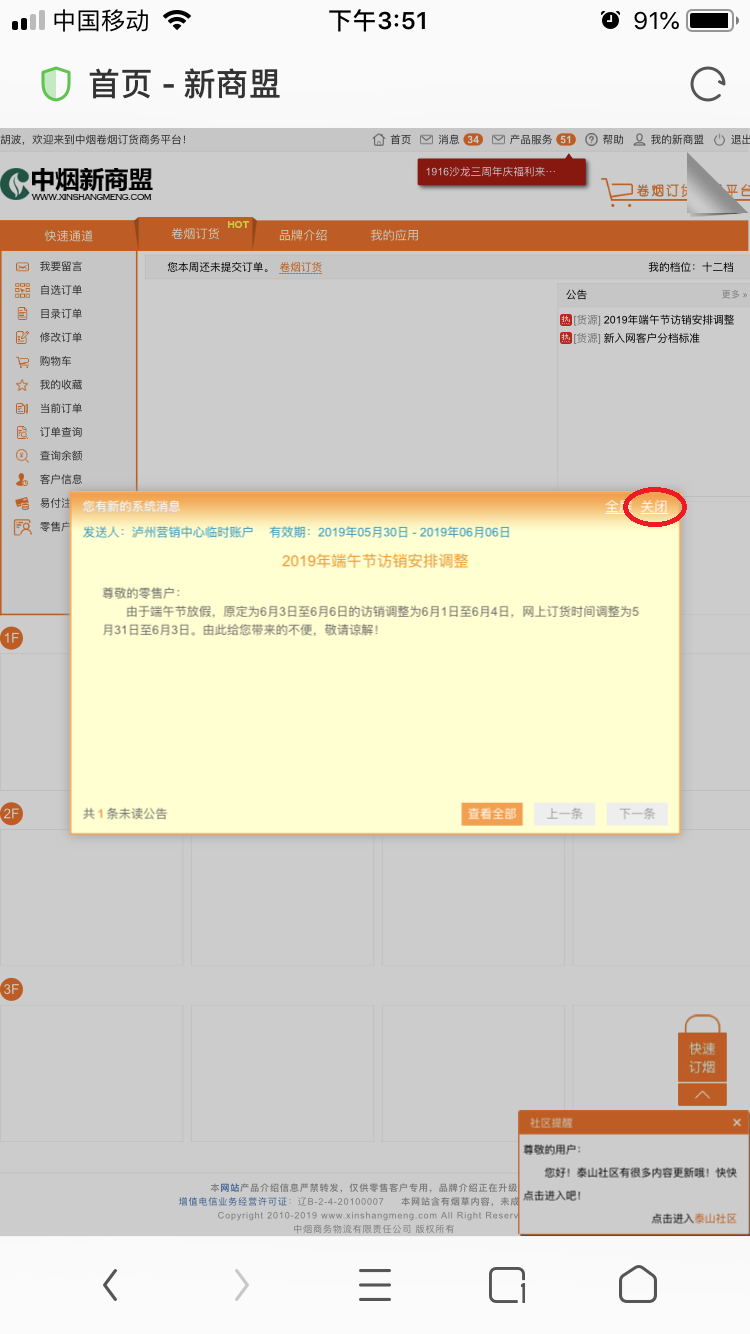 中国移动 下午3:51 91%
首页 - 新商盟
胡波，欢迎来到中烟卷烟订货商务平台！ 首页 消息 34 产品服务 51 帮助 我的新商盟 退出
1916沙龙三周年庆福利来···
中烟新商盟
WWW.XINSHANGMENG.COM
卷烟订货 平台
快速通道 卷烟订货 HOT 品牌介绍 我的应用
您本周还未提交订单。 卷烟订货 我的档位：十二档
公告 更多 »
热 [货源] 2019年端午节访销安排调整
热 [货源] 新入网客户分档标准
我要留言
自选订单
目录订单
修改订单
购物车
我的收藏
当前订单
订单查询
查询余额
客户信息
易付注
零售户
您有新的系统消息 全 关闭
发送人：泸州营销中心临时账户 有效期：2019年05月30日 - 2019年06月06日
2019年端午节访销安排调整
尊敬的零售户：
由于端午节放假，原定为6月3日至6月6日的访销调整为6月1日至6月4日，网上订货时间调整为5
月31日至6月3日。由此给您带来的不便，敬请谅解！
共 1 条未读公告 查看全部 上一条 下一条
1F
2F
3F
快速
订烟
社区提醒 ×
尊敬的用户：
您好！泰山社区有很多内容更新哦！快快
点击进入吧！
点击进入泰山社区
本网站产品介绍信息严禁转发，仅供零售客户专用，品牌介绍正在升级
增值电信业务经营许可证：辽B-2-4-20100007 本网站含有烟草内容，未成
Copyright 2010-2019 www.xinshangmeng.com All Right Reserv
中烟商务物流有限责任公司 版权所有
1